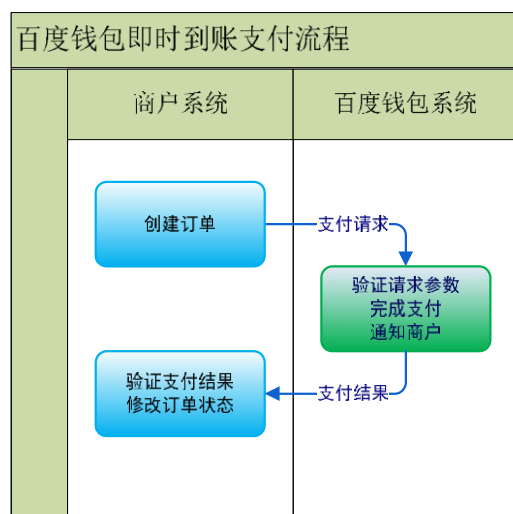 百度钱包即时到账支付流程
商户系统
百度钱包系统
创建订单
支付请求
验证请求参数
完成支付
通知商户
验证支付结果
修改订单状态
支付结果